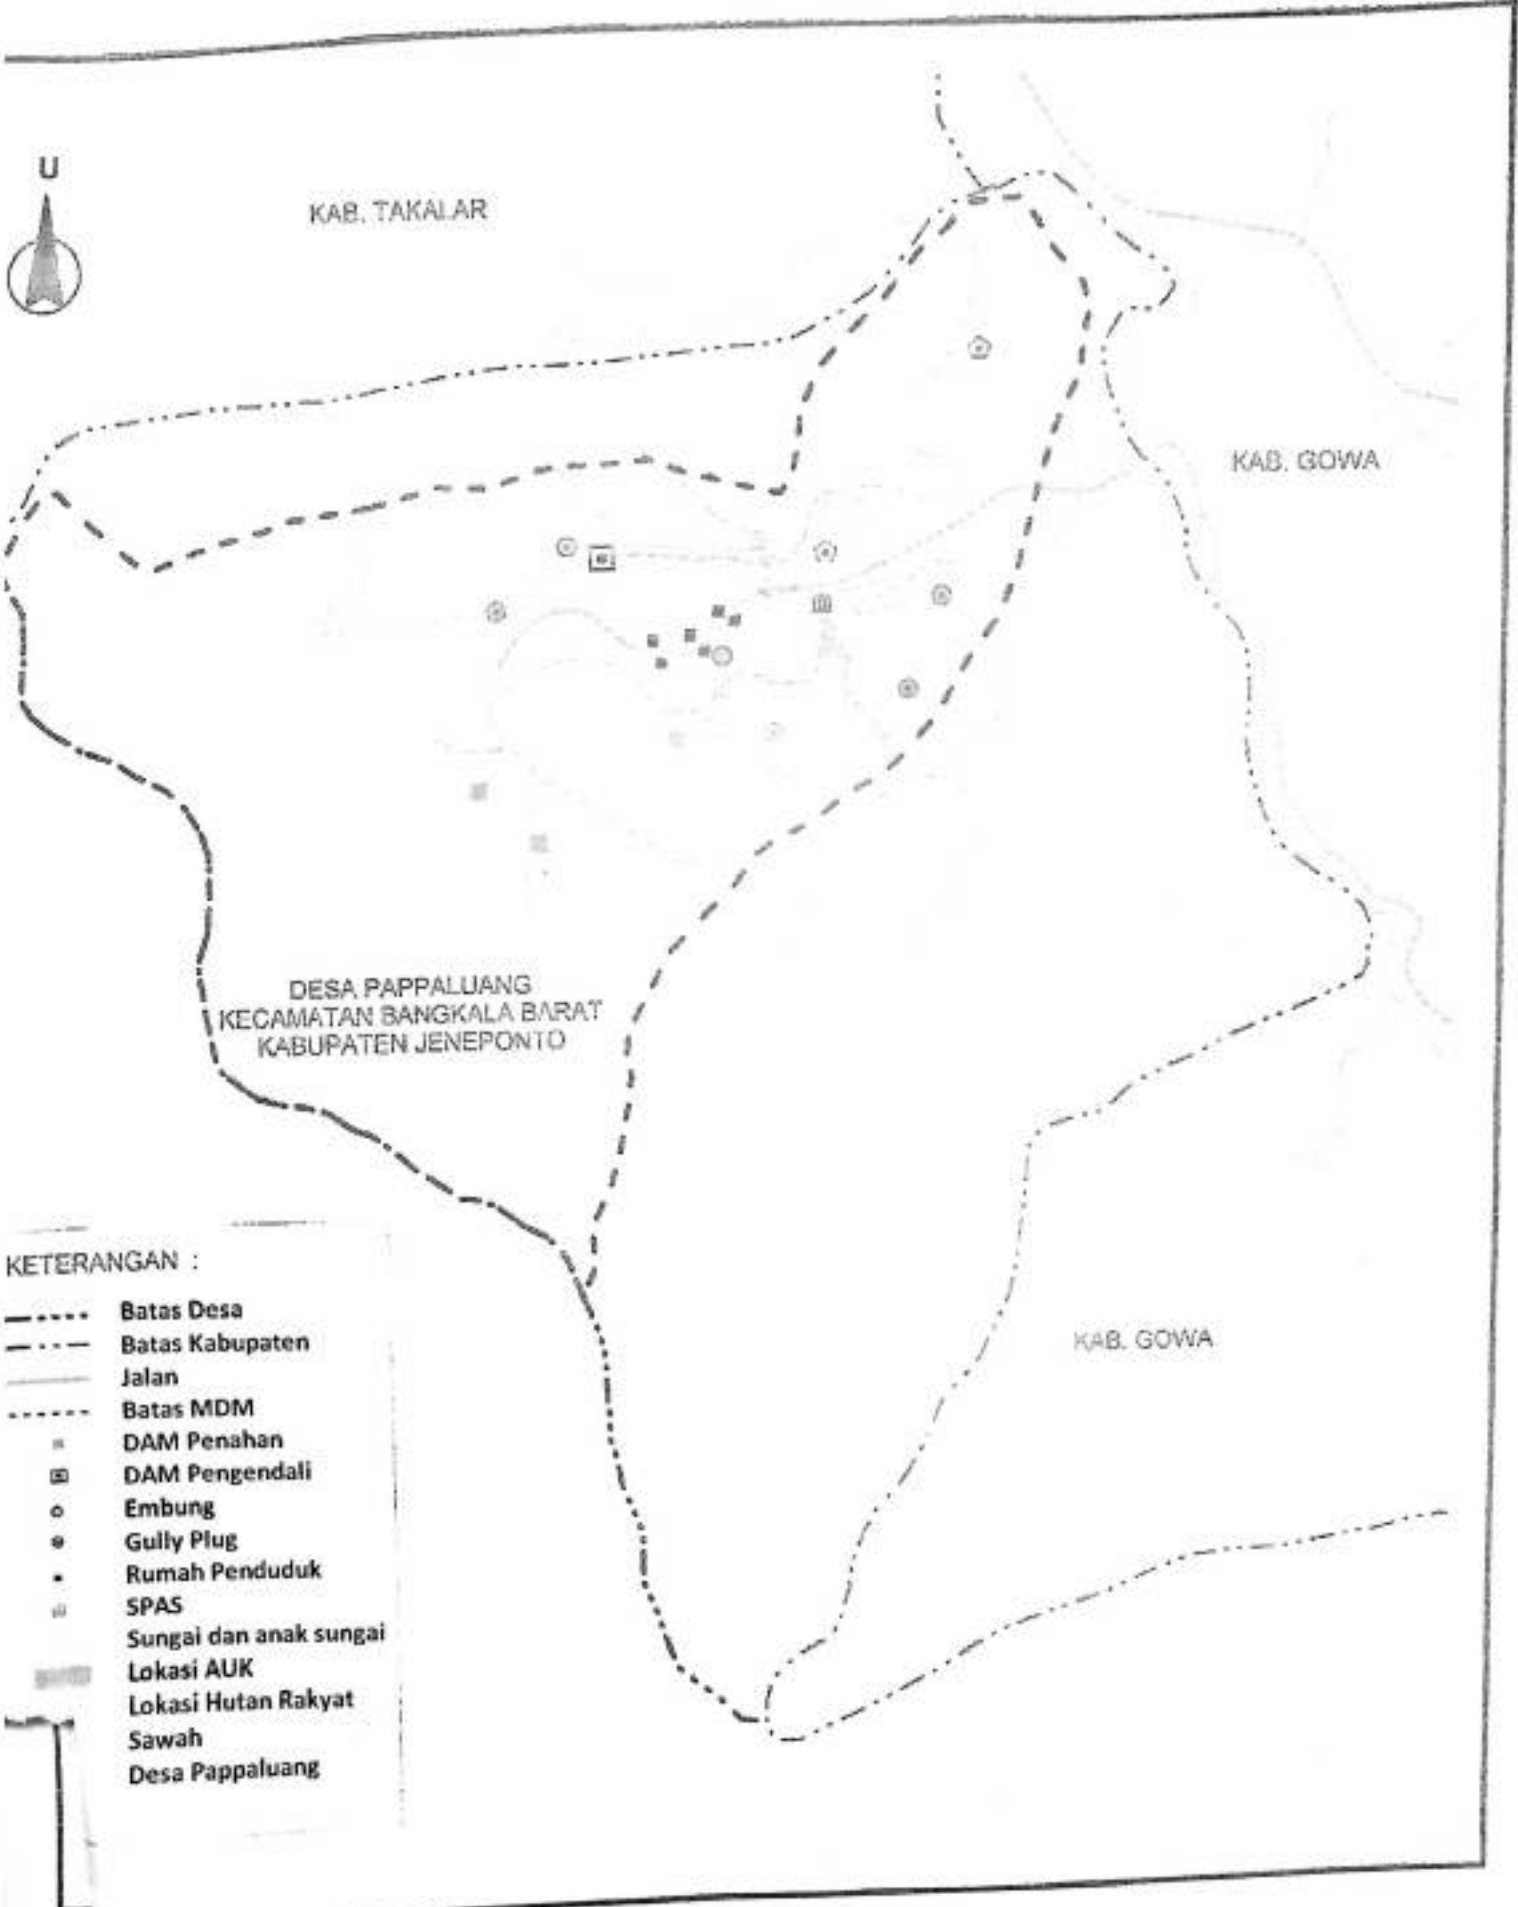 U
KAB. TAKALAR
KAB. GOWA
DESA PAPPALUANG
KECAMATAN BANGKALA BARAT
KABUPATEN JENEPONTO
KAB. GOWA
KETERANGAN :
Batas Desa
Batas Kabupaten
Jalan
Batas MDM
DAM Penahan
DAM Pengendali
Embung
Gully Plug
Rumah Penduduk
SPAS
Sungai dan anak sungai
Lokasi AUK
Lokasi Hutan Rakyat
Sawah
Desa Pappaluang